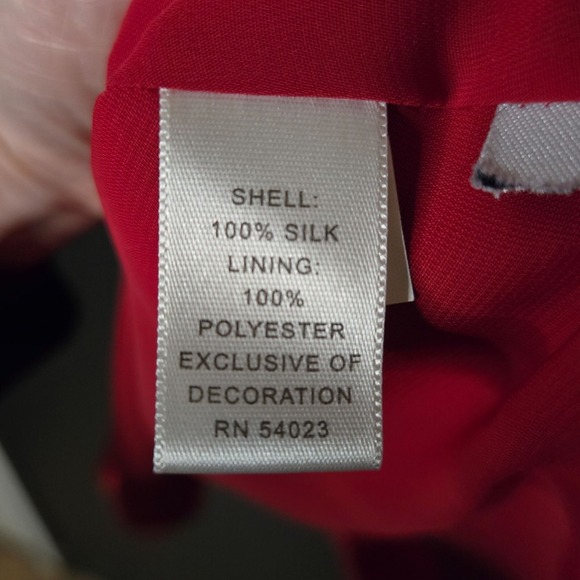 SHELL:
100% SILK
LINING:
100%
POLYESTER
EXCLUSIVE OF
DECORATION
RN 54023